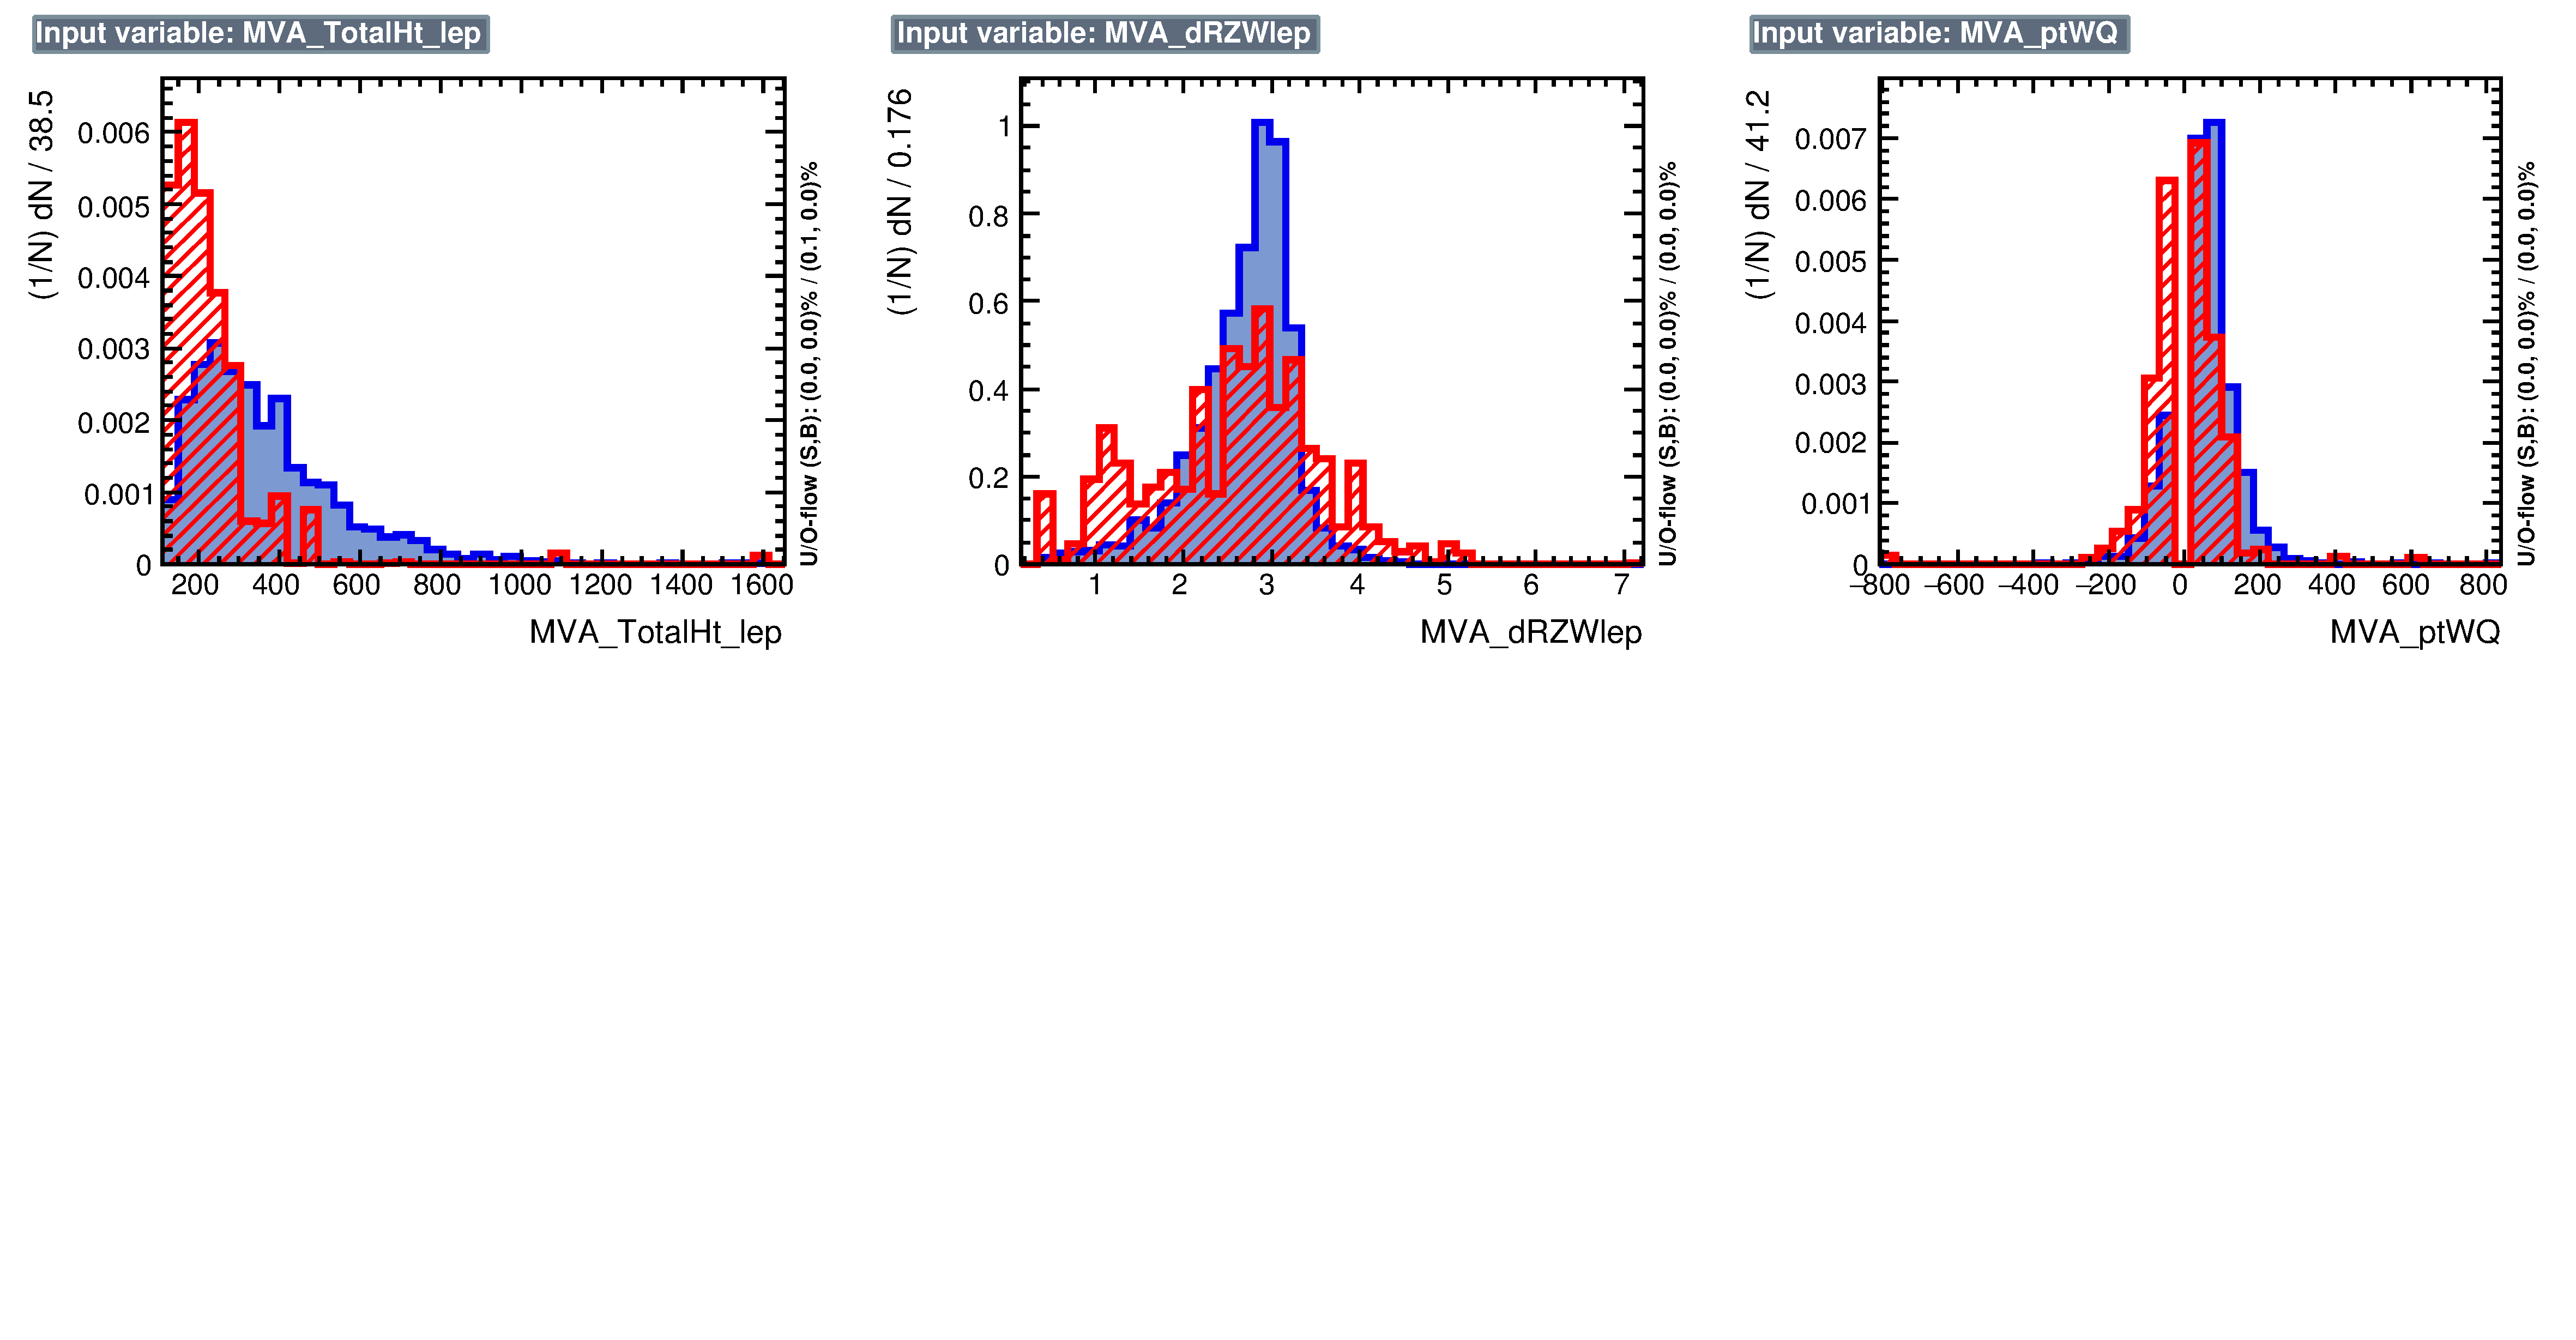 Input variable: MVA_TotalHt_lep
(1/N) dN / 38.5
0.006
0.005
0.004
0.003
0.002
0.001
0
200 400 600 800 1000 1200 1400 1600
MVA_TotalHt_lep
U/O-flow (S,B): (0.0, 0.0)% / (0.1, 0.0)%
Input variable: MVA_dRZWlep
(1/N) dN / 0.176
1
0.8
0.6
0.4
0.2
0
1 2 3 4 5 6 7
MVA_dRZWlep
U/O-flow (S,B): (0.0, 0.0)% / (0.0, 0.0)%
Input variable: MVA_ptWQ
(1/N) dN / 41.2
0.007
0.006
0.005
0.004
0.003
0.002
0.001
0
−800 −600 −400 −200 0 200 400 600 800
MVA_ptWQ
U/O-flow (S,B): (0.0, 0.0)% / (0.0, 0.0)%